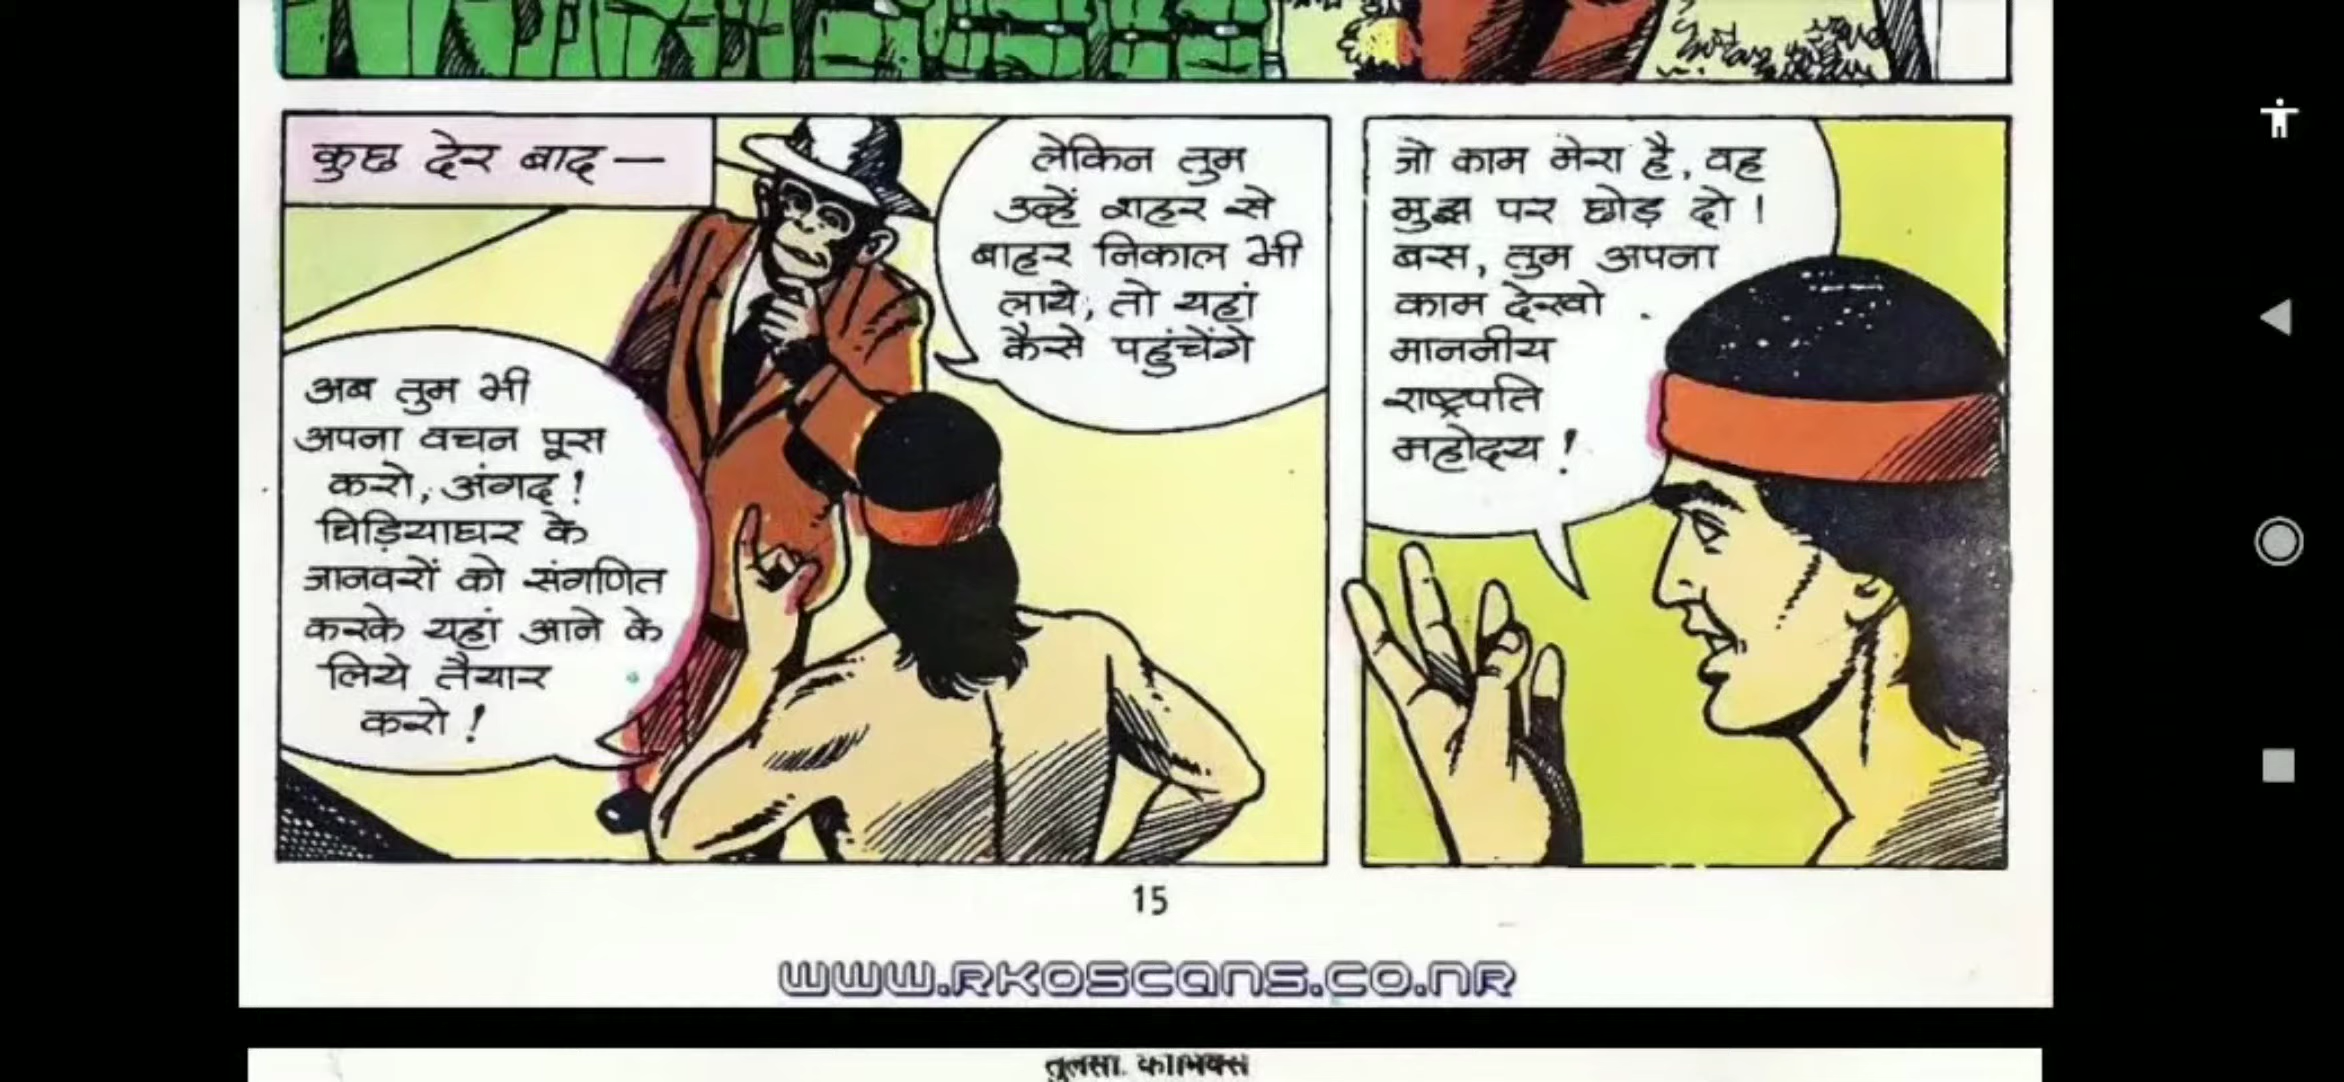 कुछ देर बाद —
अब तुम भी
अपना वचन पूरा
करो, अंगद!
चिड़ियाघर के
जानवरों को संगठित
करके यहां आने के
लिये तैयार
करो!
लेकिन तुम
उन्हें शहर से
बाहर निकाल भी
लाये, तो यहां
कैसे पहुंचेंगे
जो काम मेरा है, वह
मुझ पर छोड़ दो!
बस, तुम अपना
काम देखो .
माननीय
राष्ट्रपति
महोदय!
15
www.RKOSCANS.CO.NR
तुलसी कॉमिक्स